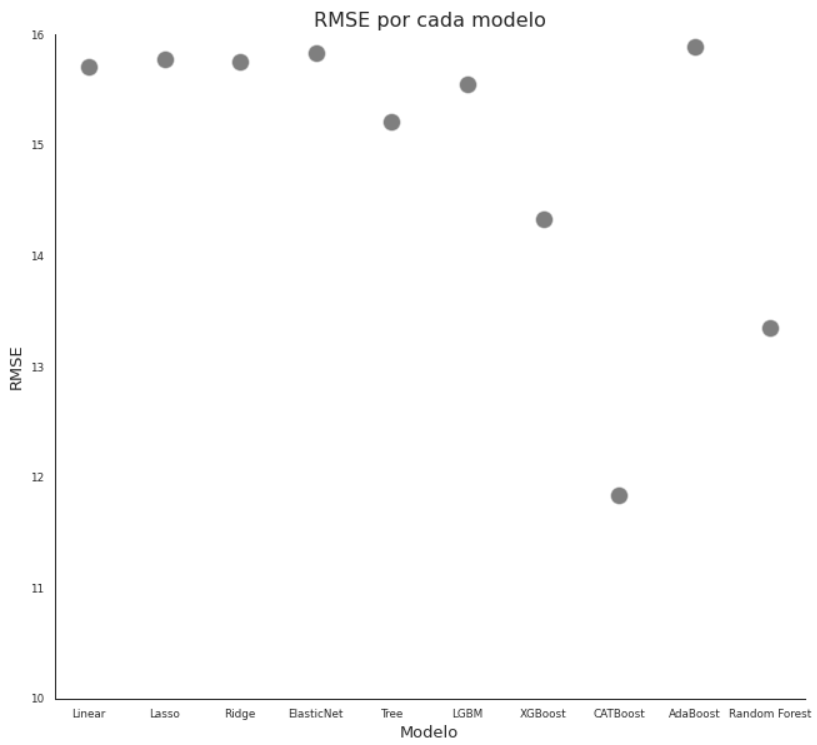 RMSE por cada modelo
16
15
14
13
12
11
10
RMSE
Linear Lasso Ridge ElasticNet Tree LGBM XGBoost CATBoost AdaBoost Random Forest
Modelo